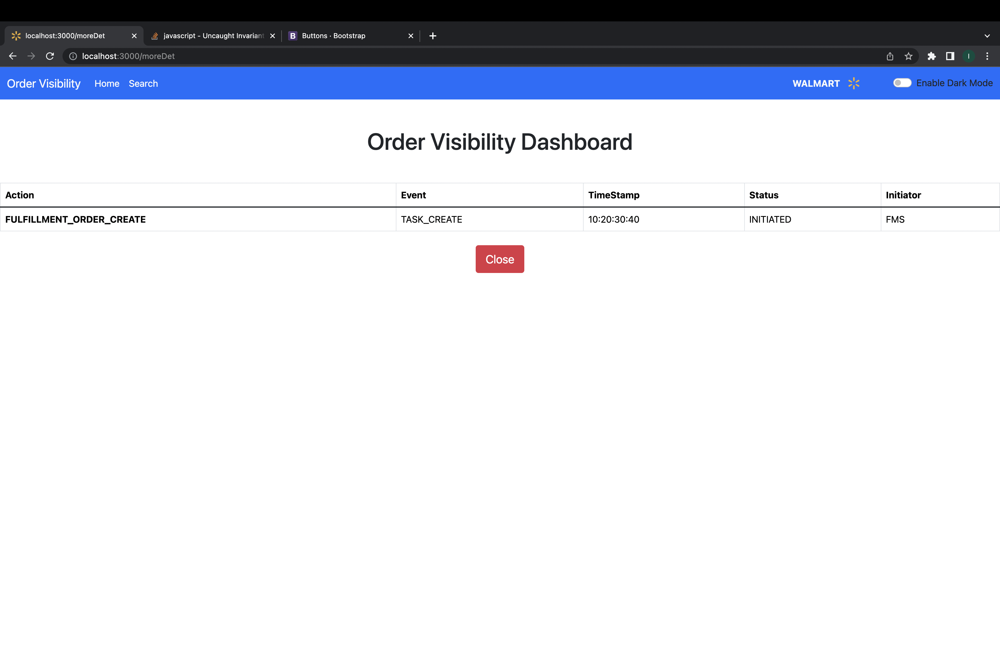 localhost:3000/moreDet
javascript - Uncaught Invariant
B Buttons · Bootstrap
localhost:3000/moreDet
I
Order Visibility Home Search WALMART Enable Dark Mode
Order Visibility Dashboard
Action Event TimeStamp Status Initiator
FULFILLMENT_ORDER_CREATE TASK_CREATE 10:20:30:40 INITIATED FMS
Close